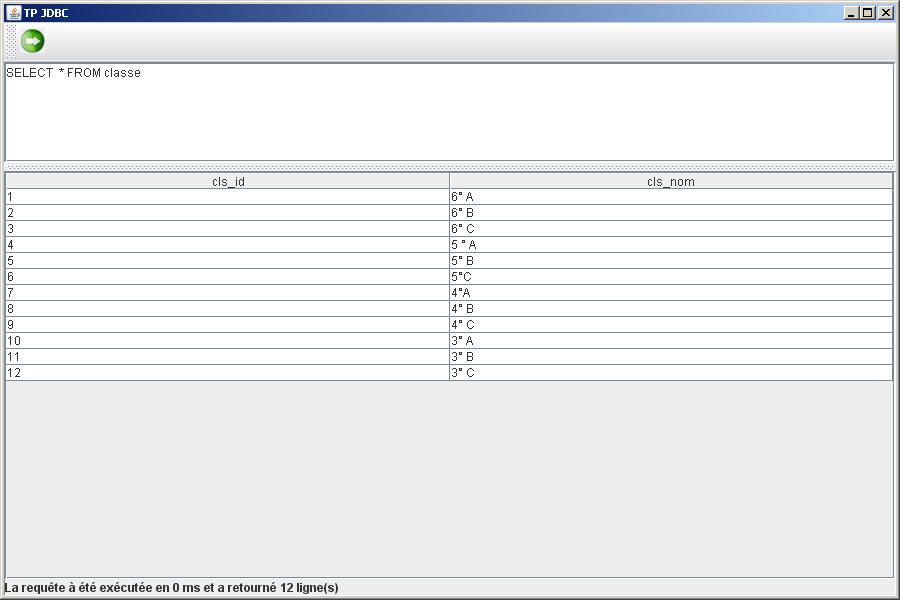 TP JDBC
SELECT * FROM classe
cls_id cls_nom
1 6° A
2 6° B
3 6° C
4 5 ° A
5 5° B
6 5°C
7 4°A
8 4° B
9 4° C
10 3° A
11 3° B
12 3° C
La requête à été exécutée en 0 ms et a retourné 12 ligne(s)